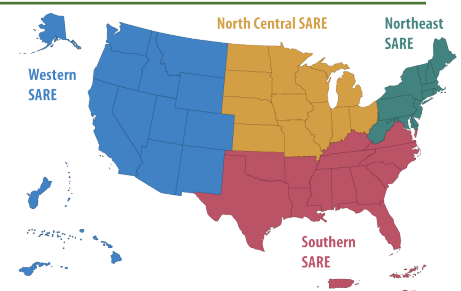 North Central SARE
Northeast
SARE
Western
SARE
Southern
SARE